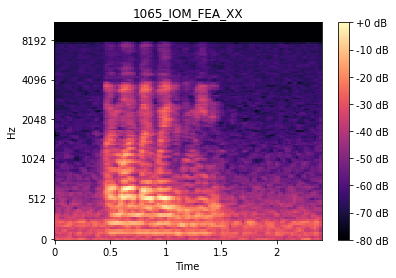 1065_IOM_FEA_XX
+0 dB
8192
-10 dB
4096
-20 dB
-30 dB
2048
Hz
-40 dB
1024
-50 dB
512
-60 dB
-70 dB
0
-80 dB
0 0.5 1 1.5 2
Time